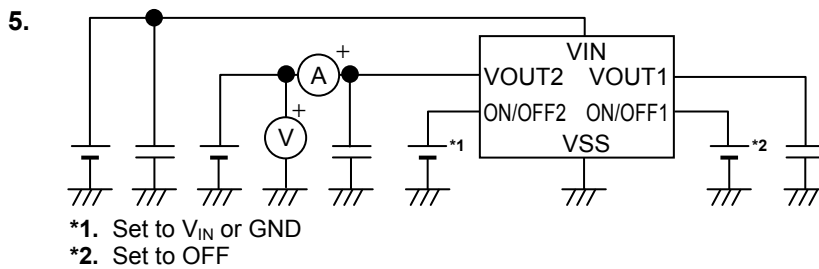 5.
+
VIN
A
VOUT2 VOUT1
ON/OFF2 ON/OFF1
+
V
*1
VSS
*2
*1. Set to VIN or GND
*2. Set to OFF